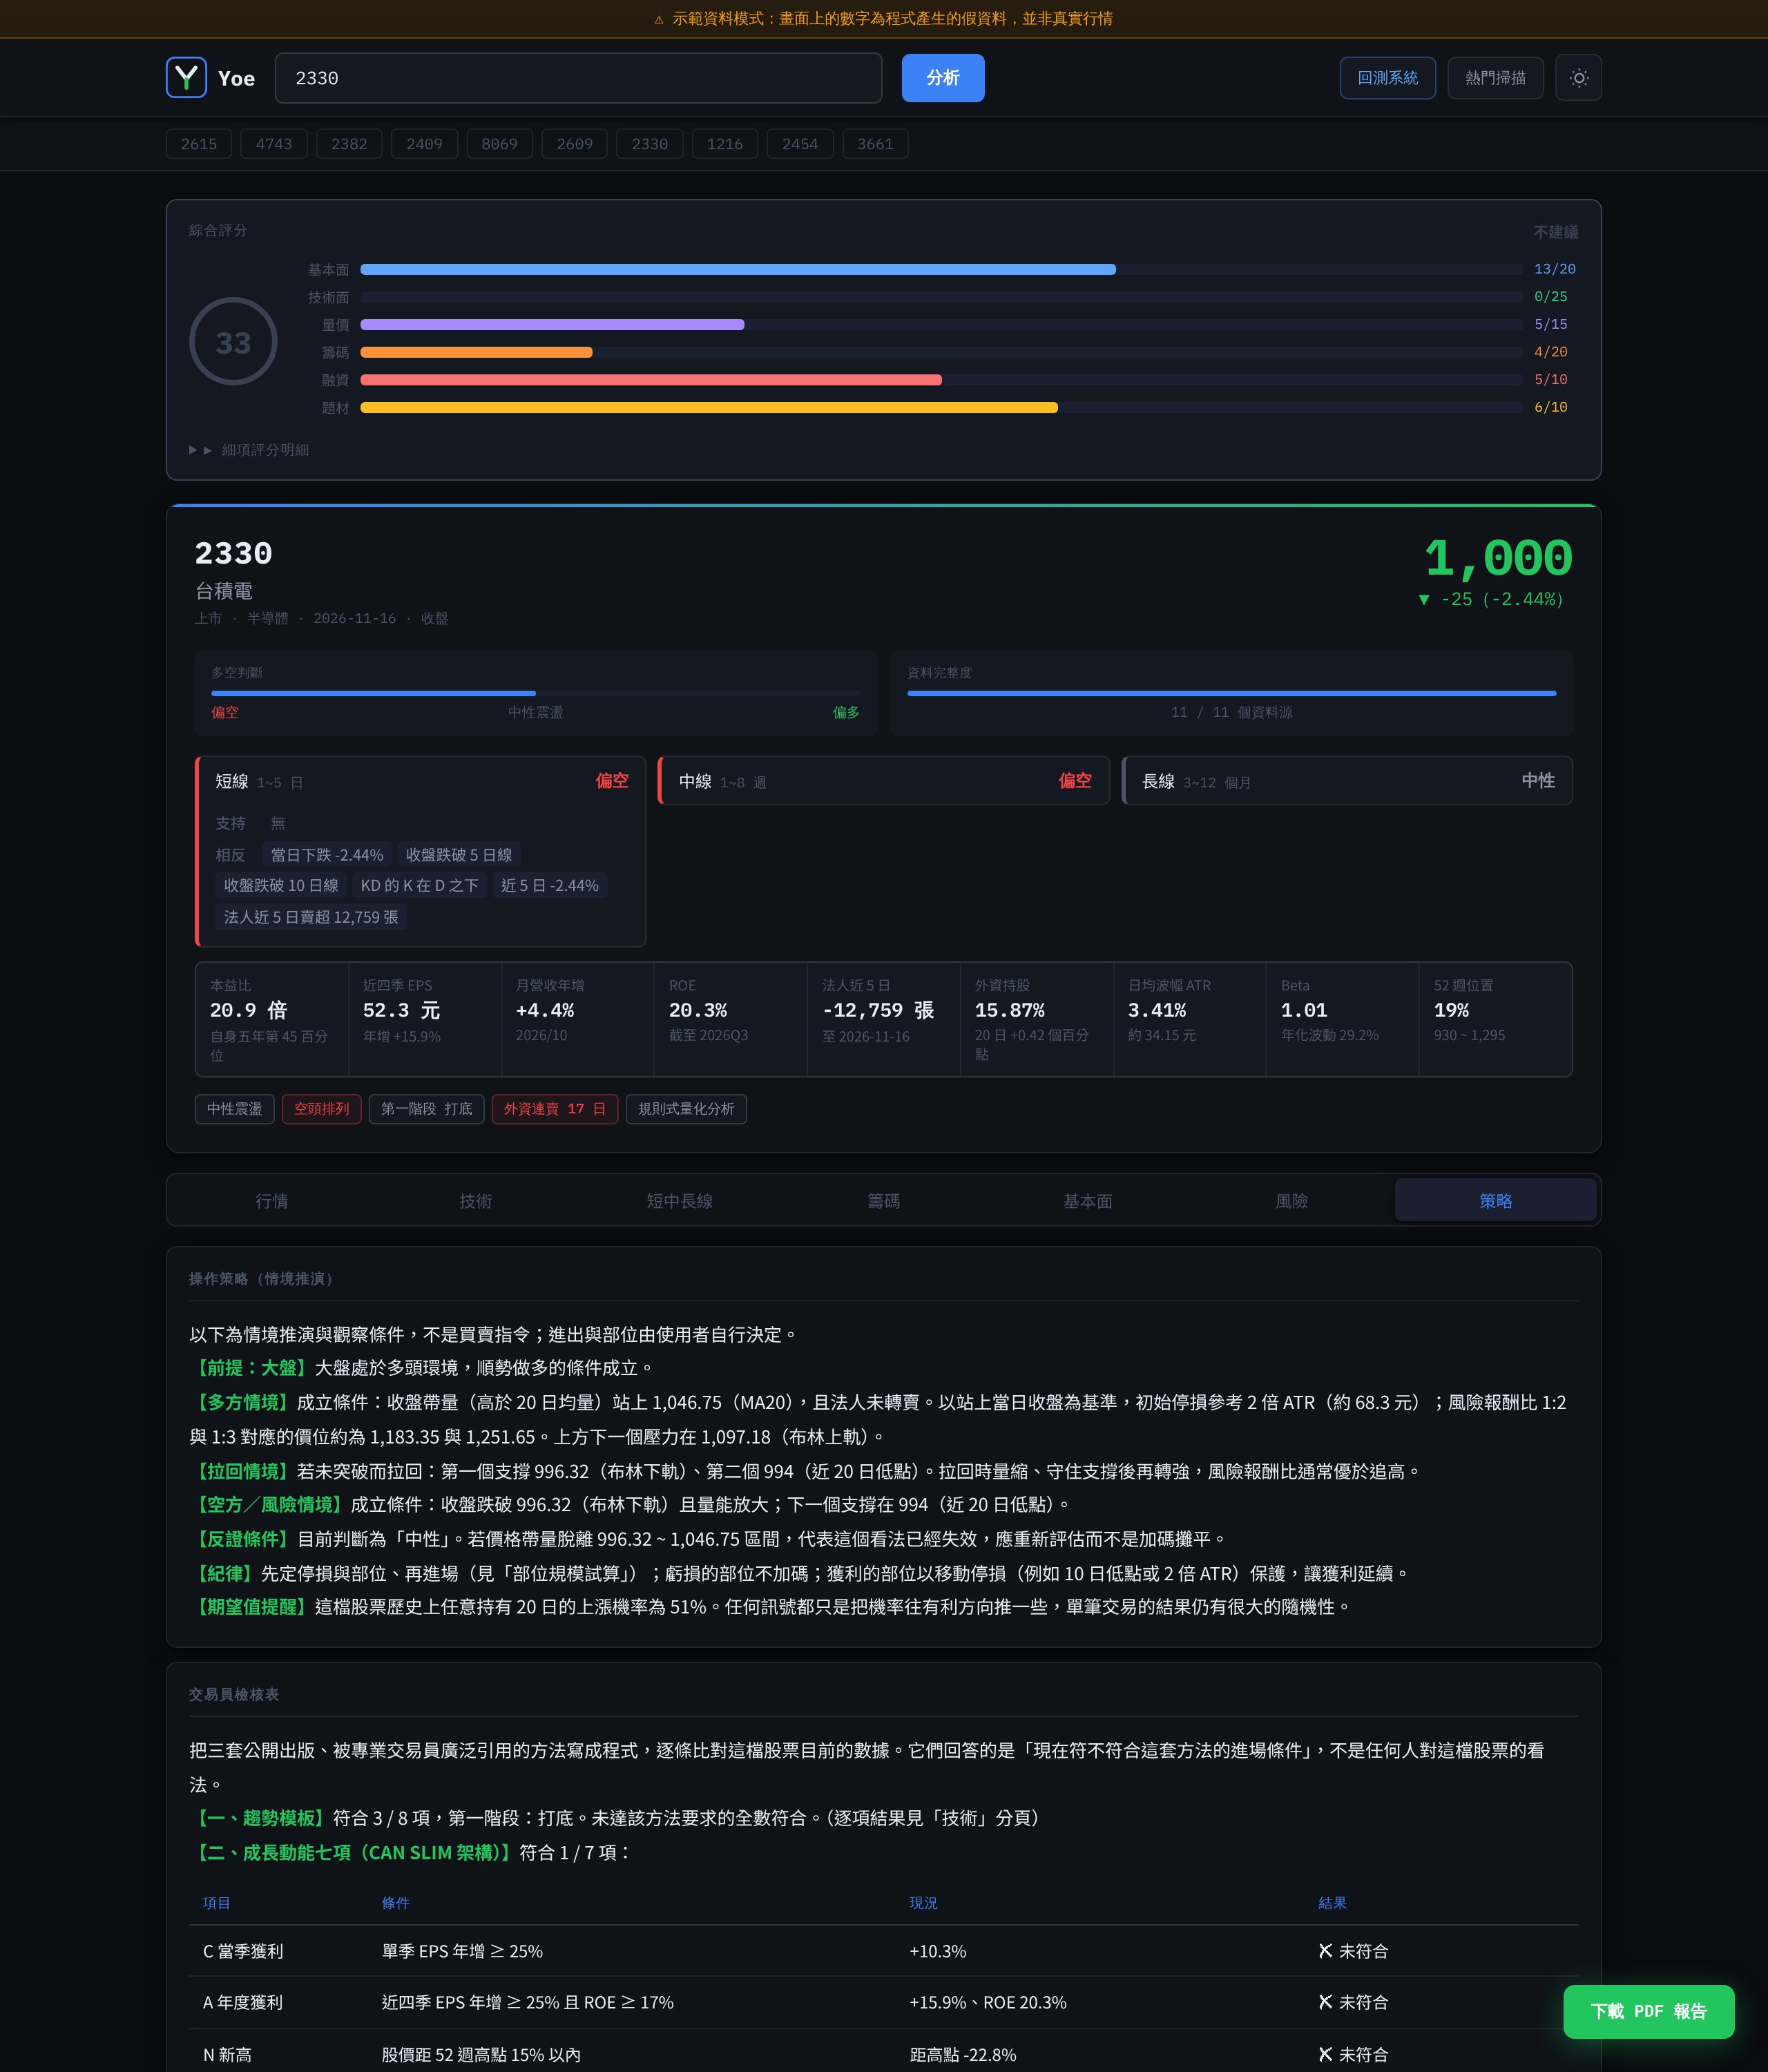 ⚠ 示範資料模式：畫面上的數字為程式產生的假資料，並非真實行情
Yoe
2330
分析
回測系統
熱門掃描
2615 4743 2382 2409 8069 2609 2330 1216 2454 3661
綜合評分
不建議
33
基本面 13/20
技術面 0/25
量價 5/15
籌碼 4/20
融資 5/10
題材 6/10
▶ ▶ 細項評分明細
2330
台積電
上市 · 半導體 · 2026-11-16 · 收盤
1,000
▼ -25（-2.44%）
多空判斷
偏空 中性震盪 偏多
資料完整度
11 / 11 個資料源
短線 1~5 日 偏空
支持 無
相反 當日下跌 -2.44% 收盤跌破 5 日線
收盤跌破 10 日線 KD 的 K 在 D 之下 近 5 日 -2.44%
法人近 5 日賣超 12,759 張
中線 1~8 週 偏空
長線 3~12 個月 中性
本益比
20.9 倍
自身五年第 45 百分
位
近四季 EPS
52.3 元
年增 +15.9%
月營收年增
+4.4%
2026/10
ROE
20.3%
截至 2026Q3
法人近 5 日
-12,759 張
至 2026-11-16
外資持股
15.87%
20 日 +0.42 個百分
點
日均波幅 ATR
3.41%
約 34.15 元
Beta
1.01
年化波動 29.2%
52 週位置
19%
930 ~ 1,295
中性震盪 空頭排列 第一階段 打底 外資連賣 17 日 規則式量化分析
行情 技術 短中長線 籌碼 基本面 風險 策略
操作策略（情境推演）
以下為情境推演與觀察條件，不是買賣指令；進出與部位由使用者自行決定。
【前提：大盤】大盤處於多頭環境，順勢做多的條件成立。
【多方情境】成立條件：收盤帶量（高於 20 日均量）站上 1,046.75（MA20），且法人未轉賣。以站上當日收盤為基準，初始停損參考 2 倍 ATR（約 68.3 元）；風險報酬比 1:2
與 1:3 對應的價位約為 1,183.35 與 1,251.65。上方下一個壓力在 1,097.18（布林上軌）。
【拉回情境】若未突破而拉回：第一個支撐 996.32（布林下軌）、第二個 994（近 20 日低點）。拉回時量縮、守住支撐後再轉強，風險報酬比通常優於追高。
【空方／風險情境】成立條件：收盤跌破 996.32（布林下軌）且量能放大；下一個支撐在 994（近 20 日低點）。
【反證條件】目前判斷為「中性」。若價格帶量脫離 996.32 ~ 1,046.75 區間，代表這個看法已經失效，應重新評估而不是加碼攤平。
【紀律】先定停損與部位、再進場（見「部位規模試算」）；虧損的部位不加碼；獲利的部位以移動停損（例如 10 日低點或 2 倍 ATR）保護，讓獲利延續。
【期望值提醒】這檔股票歷史上任意持有 20 日的上漲機率為 51%。任何訊號都只是把機率往有利方向推一些，單筆交易的結果仍有很大的隨機性。
交易員檢核表
把三套公開出版、被專業交易員廣泛引用的方法寫成程式，逐條比對這檔股票目前的數據。它們回答的是「現在符不符合這套方法的進場條件」，不是任何人對這檔股票的看
法。
【一、趨勢模板】符合 3 / 8 項，第一階段：打底。未達該方法要求的全數符合。（逐項結果見「技術」分頁）
【二、成長動能七項（CAN SLIM 架構）】符合 1 / 7 項：
項目 條件 現況 結果
C 當季獲利 單季 EPS 年增 ≥ 25% +10.3% ✕ 未符合
A 年度獲利 近四季 EPS 年增 ≥ 25% 且 ROE ≥ 17% +15.9%、ROE 20.3% ✕ 未符合
N 新高 股價距 52 週高點 15% 以內 距高點 -22.8% ✕ 未符合
下載 PDF 報告